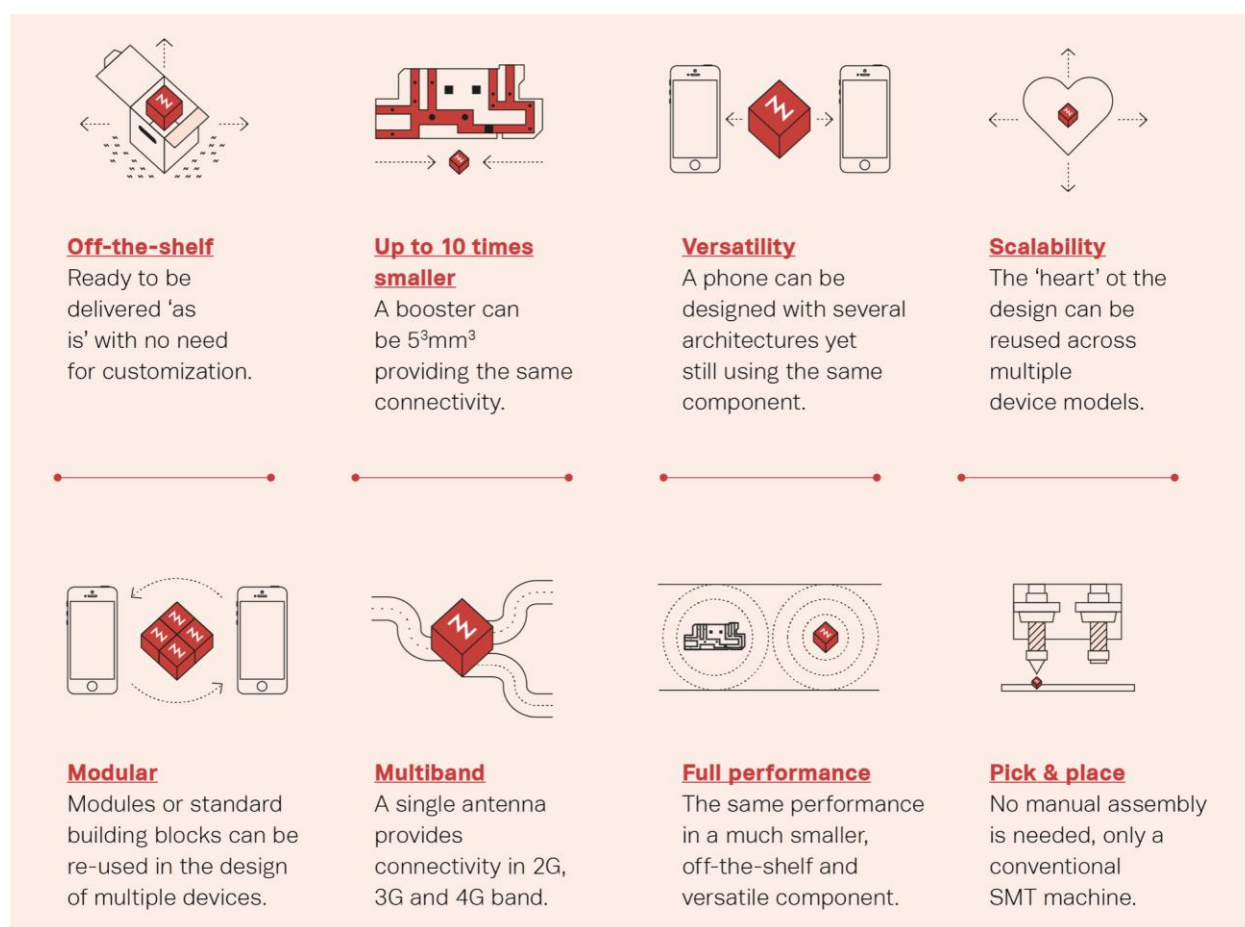 Off-the-shelf
Ready to be
delivered ‘as
is’ with no need
for customization.
Up to 10 times
smaller
A booster can
be 5³mm³
providing the same
connectivity.
Versatility
A phone can be
designed with several
architectures yet
still using the same
component.
Scalability
The ‘heart’ ot the
design can be
reused across
multiple
device models.
Modular
Modules or standard
building blocks can be
re-used in the design
of multiple devices.
Multiband
A single antenna
provides
connectivity in 2G,
3G and 4G band.
Full performance
The same performance
in a much smaller,
off-the-shelf and
versatile component.
Pick & place
No manual assembly
is needed, only a
conventional
SMT machine.